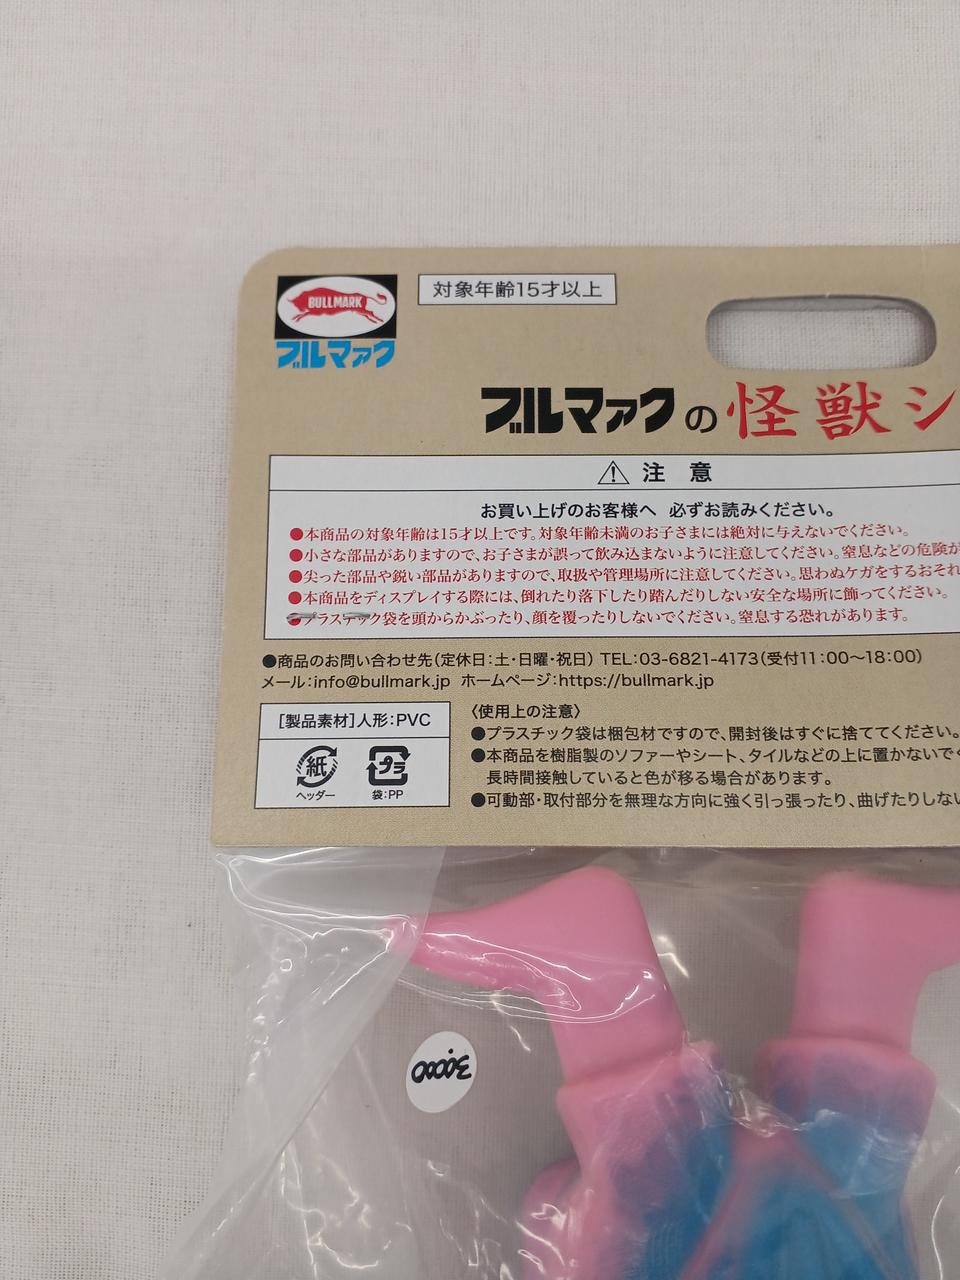 BULLMARK
ブルマァク
対象年齢15才以上
ブルマァクの怪獣シ
注 意
お買い上げのお客様へ 必ずお読みください。
●本商品の対象年齢は15才以上です。対象年齢未満のお子さまには絶対に与えないでください。
●小さな部品がありますので、お子さまが誤って飲み込まないように注意してください。窒息などの危険が
●尖った部品や鋭い部品がありますので、取扱や管理場所に注意してください。思わぬケガをするおそれ
●本商品をディスプレイする際には、倒れたり落下したり踏んだりしない安全な場所に飾ってください。
●プラスチック袋を頭からかぶったり、顔を覆ったりしないでください。窒息する恐れがあります。
●商品のお問い合わせ先(定休日:土・日曜・祝日) TEL:03-6821-4173(受付11:00〜18:00)
メール:info@bullmark.jp ホームページ:https://bullmark.jp
[製品素材]人形:PVC
紙
プラ
ヘッダー
袋:PP
〈使用上の注意〉
●プラスチック袋は梱包材ですので、開封後はすぐに捨ててください。
●本商品を樹脂製のソファーやシート、タイルなどの上に置かないで
長時間接触していると色が移る場合があります。
●可動部・取付部分を無理な方向に強く引っ張ったり、曲げたりしな
30,000